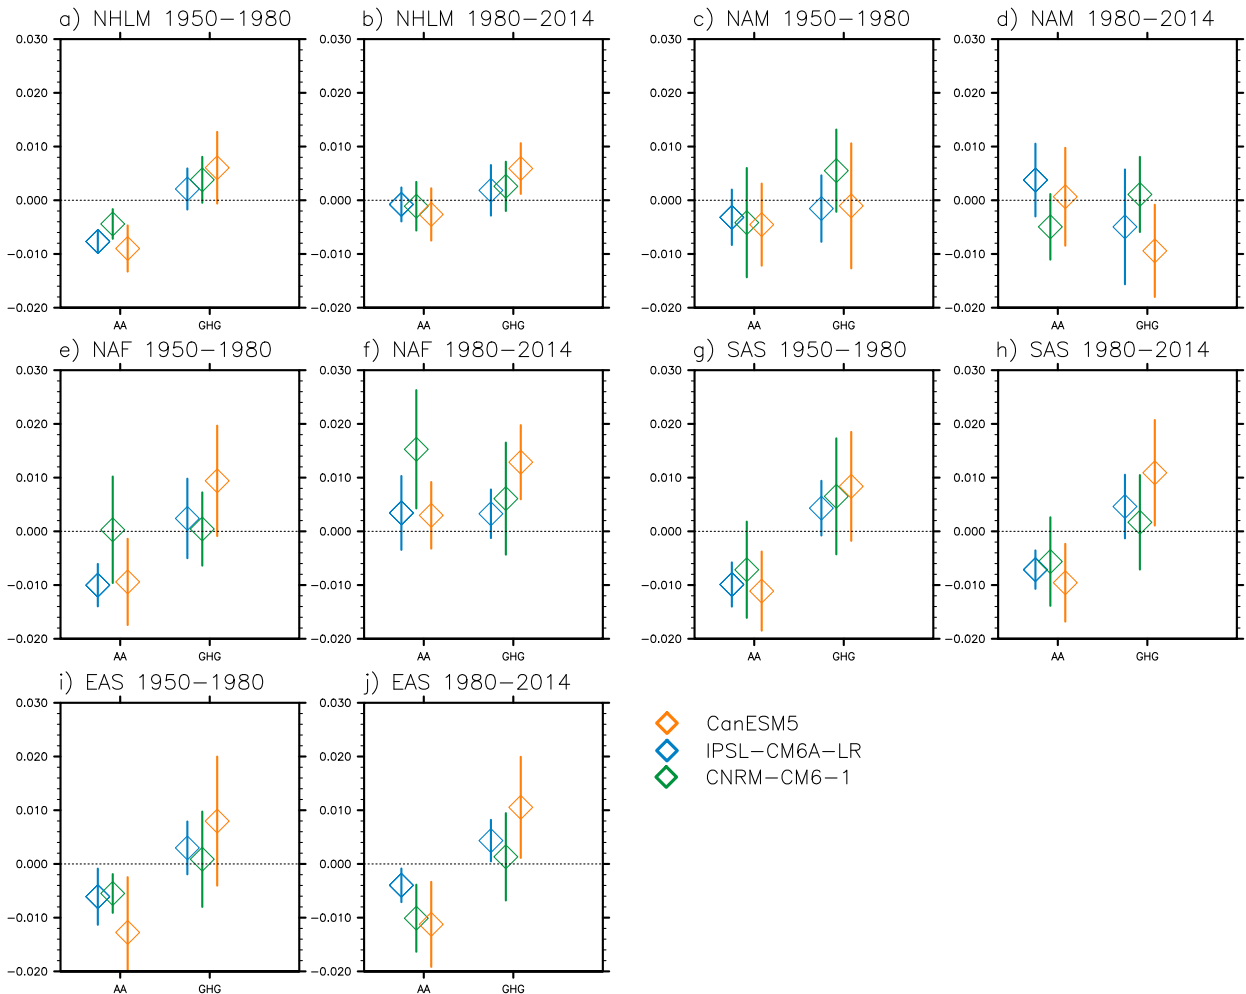 a) NHLM 1950−1980
0.030
0.020
0.010
0.000
−0.010
−0.020
AA GHG
b) NHLM 1980−2014
0.030
0.020
0.010
0.000
−0.010
−0.020
AA GHG
c) NAM 1950−1980
0.030
0.020
0.010
0.000
−0.010
−0.020
AA GHG
d) NAM 1980−2014
0.030
0.020
0.010
0.000
−0.010
−0.020
AA GHG
e) NAF 1950−1980
0.030
0.020
0.010
0.000
−0.010
−0.020
AA GHG
f) NAF 1980−2014
0.030
0.020
0.010
0.000
−0.010
−0.020
AA GHG
g) SAS 1950−1980
0.030
0.020
0.010
0.000
−0.010
−0.020
AA GHG
h) SAS 1980−2014
0.030
0.020
0.010
0.000
−0.010
−0.020
AA GHG
i) EAS 1950−1980
0.030
0.020
0.010
0.000
−0.010
−0.020
AA GHG
j) EAS 1980−2014
0.030
0.020
0.010
0.000
−0.010
−0.020
AA GHG
CanESM5
IPSL−CM6A−LR
CNRM−CM6−1